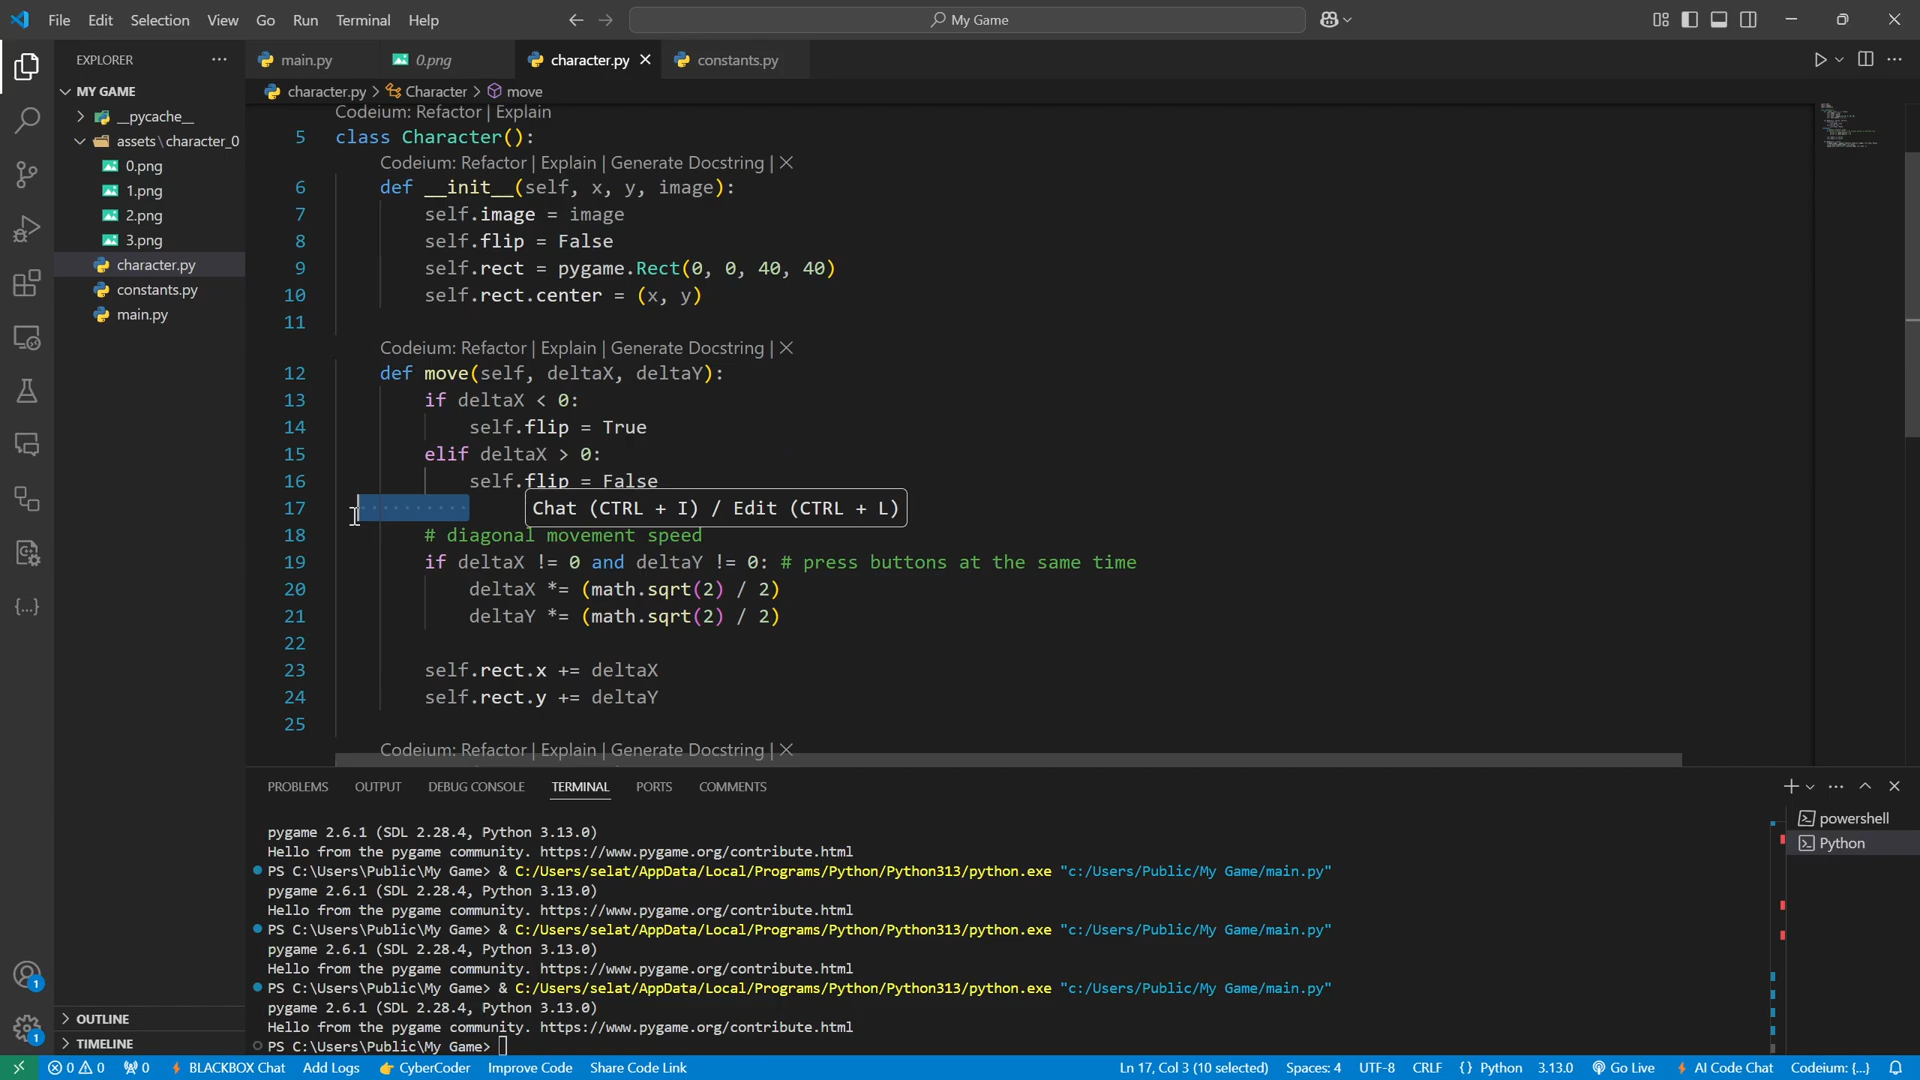 File Edit Selection View Go Run Terminal Help My Game
EXPLORER
MY GAME
__pycache__
assets\character_0
0.png
1.png
2.png
3.png
character.py
constants.py
main.py
OUTLINE
TIMELINE
main.py 0.png character.py constants.py
character.py > Character > move
Codeium: Refactor | Explain
5 class Character():
Codeium: Refactor | Explain | Generate Docstring | X
6 def __init__(self, x, y, image):
7 self.image = image
8 self.flip = False
9 self.rect = pygame.Rect(0, 0, 40, 40)
10 self.rect.center = (x, y)
11
Codeium: Refactor | Explain | Generate Docstring | X
12 def move(self, deltaX, deltaY):
13 if deltaX < 0:
14 self.flip = True
15 elif deltaX > 0:
16 self.flip = False
17 Chat (CTRL + I) / Edit (CTRL + L)
18 # diagonal movement speed
19 if deltaX != 0 and deltaY != 0: # press buttons at the same time
20 deltaX *= (math.sqrt(2) / 2)
21 deltaY *= (math.sqrt(2) / 2)
22
23 self.rect.x += deltaX
24 self.rect.y += deltaY
25
Codeium: Refactor | Explain | Generate Docstring | X
PROBLEMS OUTPUT DEBUG CONSOLE TERMINAL PORTS COMMENTS
pygame 2.6.1 (SDL 2.28.4, Python 3.13.0)
Hello from the pygame community. https://www.pygame.org/contribute.html
PS C:\Users\Public\My Game> & C:/Users/selat/AppData/Local/Programs/Python/Python313/python.exe "c:/Users/Public/My Game/main.py"
pygame 2.6.1 (SDL 2.28.4, Python 3.13.0)
Hello from the pygame community. https://www.pygame.org/contribute.html
PS C:\Users\Public\My Game> & C:/Users/selat/AppData/Local/Programs/Python/Python313/python.exe "c:/Users/Public/My Game/main.py"
pygame 2.6.1 (SDL 2.28.4, Python 3.13.0)
Hello from the pygame community. https://www.pygame.org/contribute.html
PS C:\Users\Public\My Game> & C:/Users/selat/AppData/Local/Programs/Python/Python313/python.exe "c:/Users/Public/My Game/main.py"
pygame 2.6.1 (SDL 2.28.4, Python 3.13.0)
Hello from the pygame community. https://www.pygame.org/contribute.html
PS C:\Users\Public\My Game>
powershell
Python
1
1
0 0 0 BLACKBOX Chat Add Logs CyberCoder Improve Code Share Code Link Ln 17, Col 3 (10 selected) Spaces: 4 UTF-8 CRLF {} Python 3.13.0 Go Live AI Code Chat Codeium: {...}